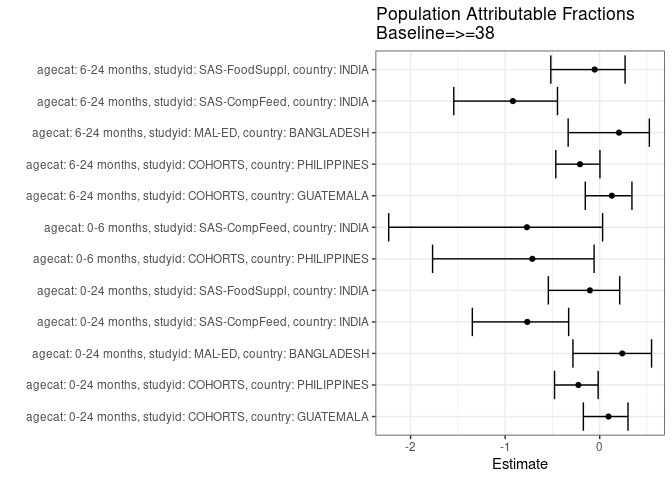 Population Attributable Fractions
Baseline=>=38
agecat: 6-24 months, studyid: SAS-FoodSuppl, country: INDIA
agecat: 6-24 months, studyid: SAS-CompFeed, country: INDIA
agecat: 6-24 months, studyid: MAL-ED, country: BANGLADESH
agecat: 6-24 months, studyid: COHORTS, country: PHILIPPINES
agecat: 6-24 months, studyid: COHORTS, country: GUATEMALA
agecat: 0-6 months, studyid: SAS-CompFeed, country: INDIA
agecat: 0-6 months, studyid: COHORTS, country: PHILIPPINES
agecat: 0-24 months, studyid: SAS-FoodSuppl, country: INDIA
agecat: 0-24 months, studyid: SAS-CompFeed, country: INDIA
agecat: 0-24 months, studyid: MAL-ED, country: BANGLADESH
agecat: 0-24 months, studyid: COHORTS, country: PHILIPPINES
agecat: 0-24 months, studyid: COHORTS, country: GUATEMALA
-2 -1 0
Estimate